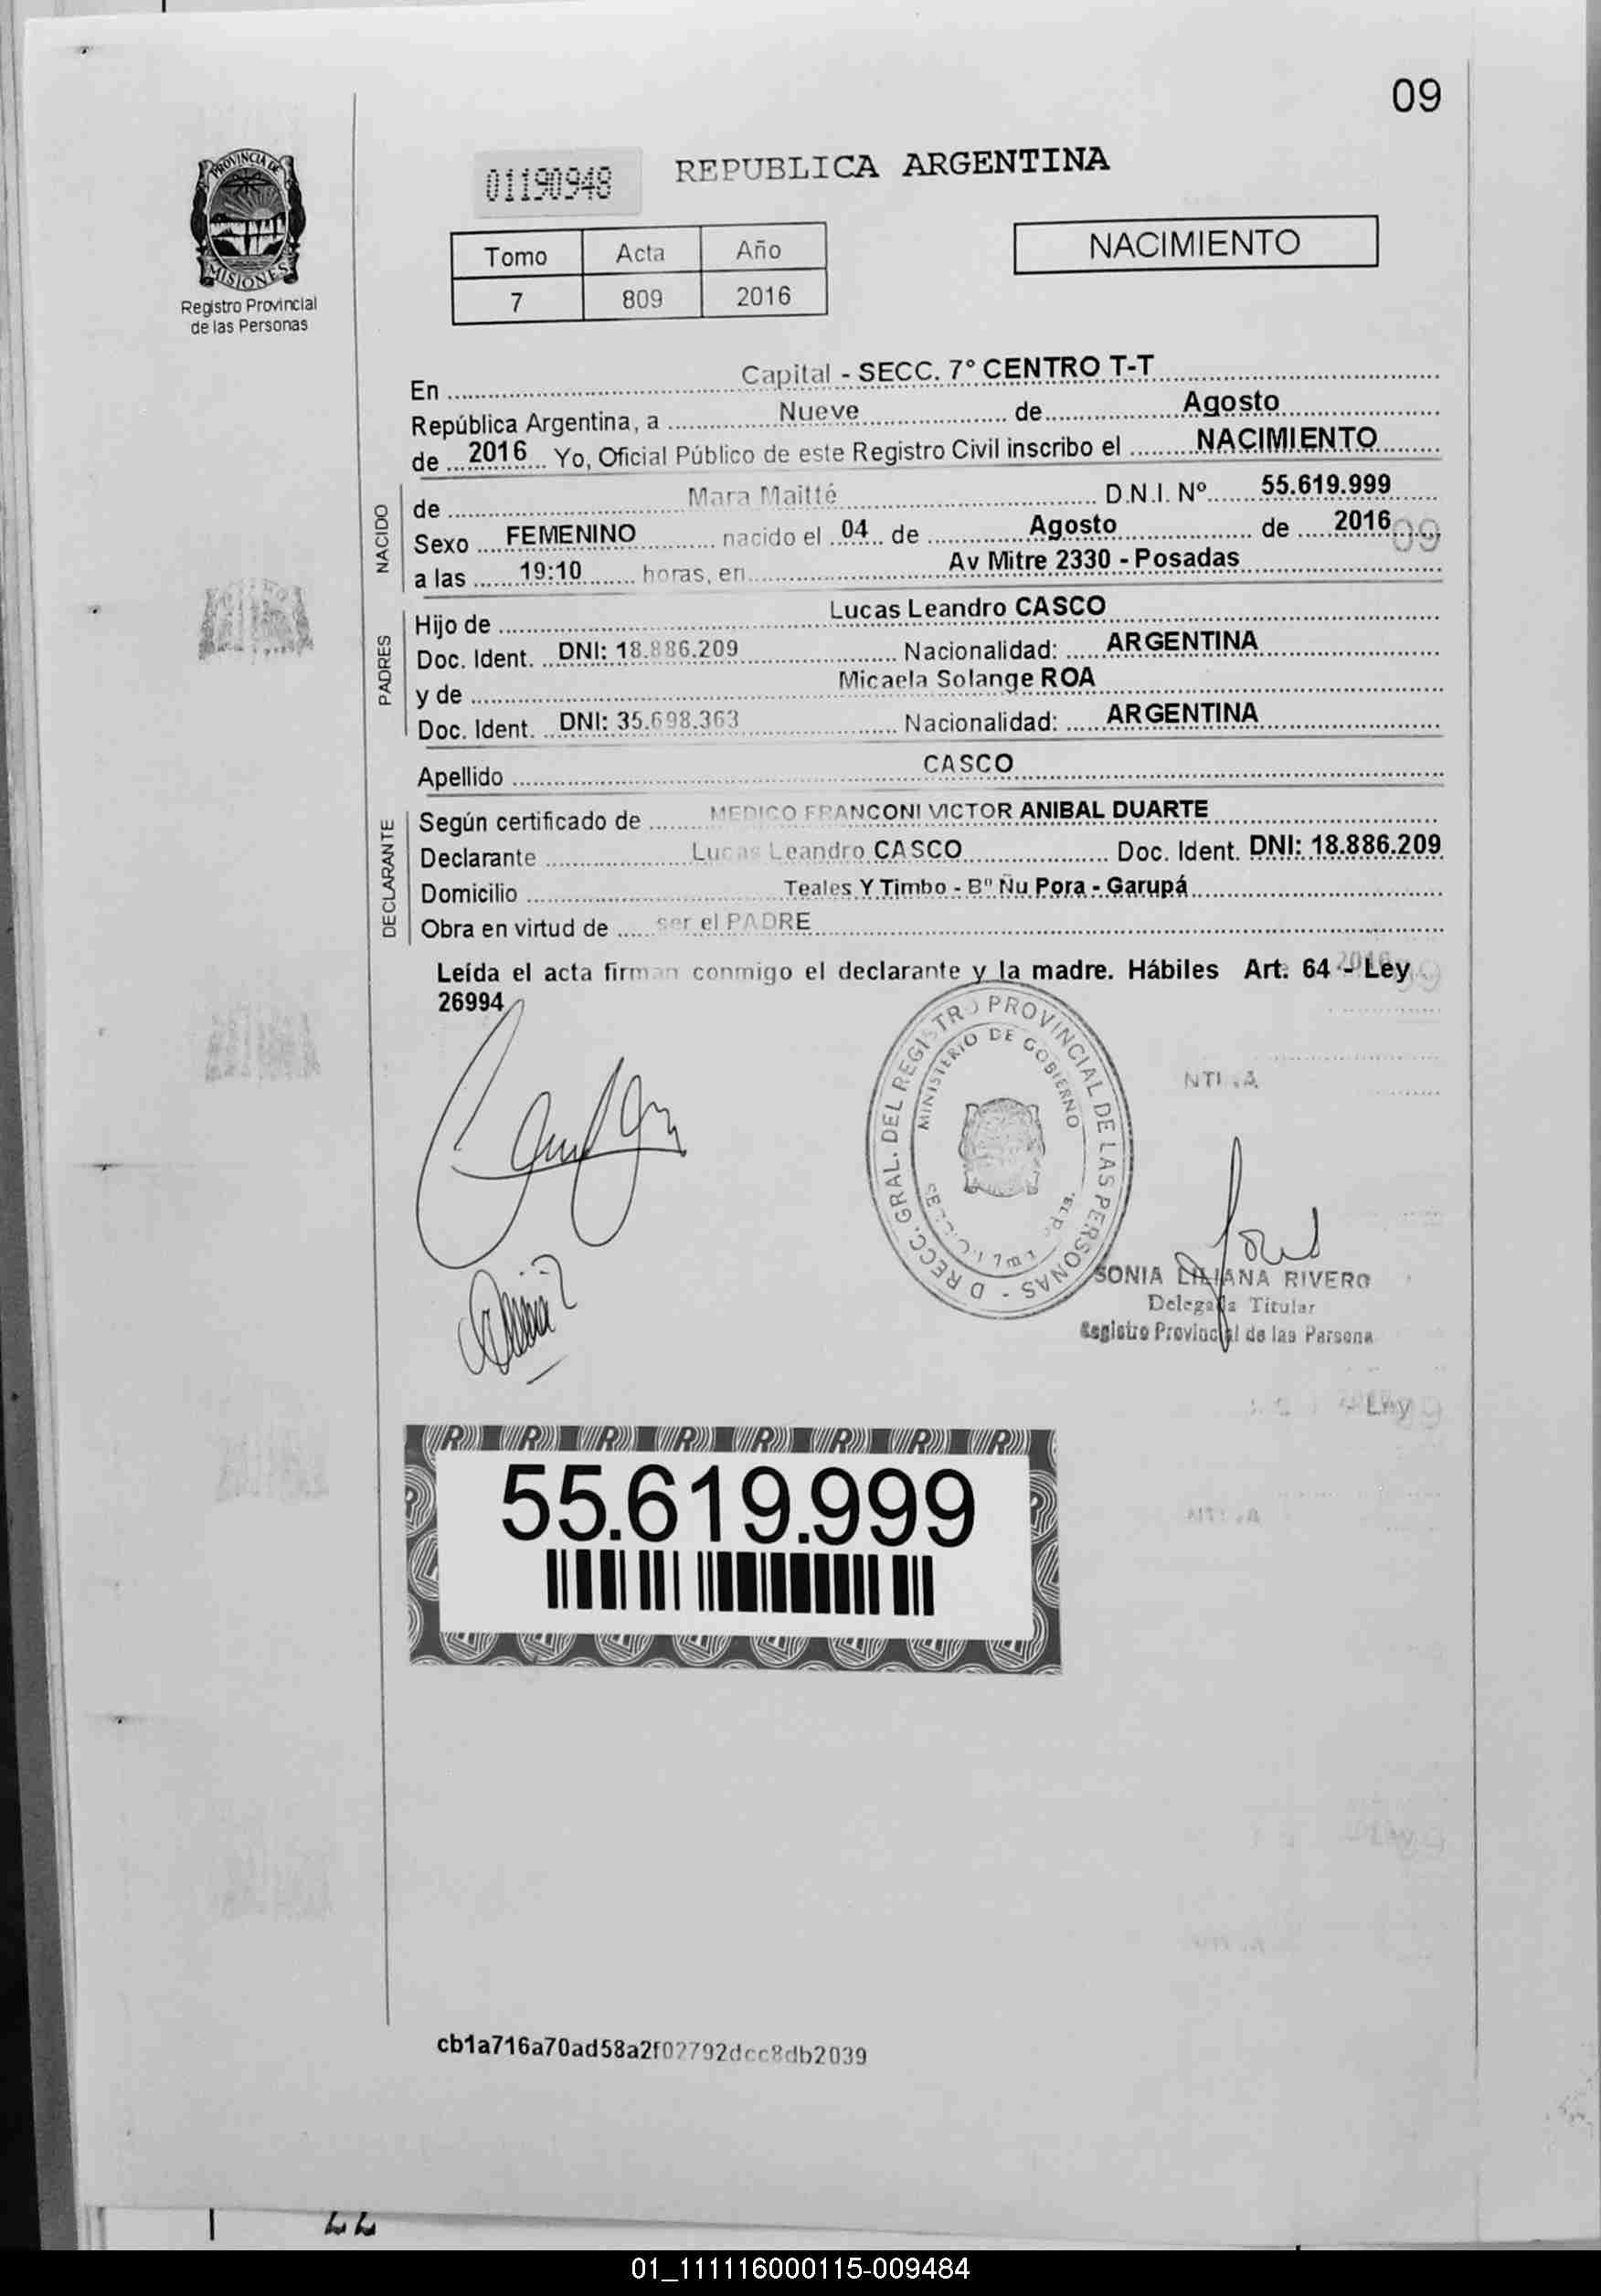 09
PROVINCIA DE
MISIONES
Registro Provincial
de las Personas
01190948
REPUBLICA ARGENTINA
Tomo Acta Año
7 809 2016
NACIMIENTO
En Capital - SECC. 7° CENTRO T-T
República Argentina, a Nueve de Agosto
de 2016 Yo, Oficial Público de este Registro Civil inscribo el NACIMIENTO
NACIDO
de Mara Maitté D.N.I. Nº 55.619.999
Sexo FEMENINO nacido el 04 de Agosto de 2016
a las 19:10 horas, en Av Mitre 2330 - Posadas
PADRES
Hijo de Lucas Leandro CASCO
Doc. Ident. DNI: 18.886.209 Nacionalidad: ARGENTINA
y de Micaela Solange ROA
Doc. Ident. DNI: 35.698.363 Nacionalidad: ARGENTINA
Apellido CASCO
DECLARANTE
Según certificado de MEDICO FRANCONI VICTOR ANIBAL DUARTE
Declarante Lucas Leandro CASCO Doc. Ident. DNI: 18.886.209
Domicilio Teales Y Timbo - Bº Ñu Pora - Garupá
Obra en virtud de ser el PADRE
Leída el acta firman conmigo el declarante y la madre. Hábiles Art: 64 - Ley
26994
GRAL. DEL REGISTRO PROVINCIAL DE LAS PERSONAS
MINISTERIO DE GOBIERNO
SONIA LILIANA RIVERO
Delegada Titular
Registro Provincial de las Persona
55.619.999
cb1a716a70ad58a2f02792dcc8db2039
01_111116000115-009484